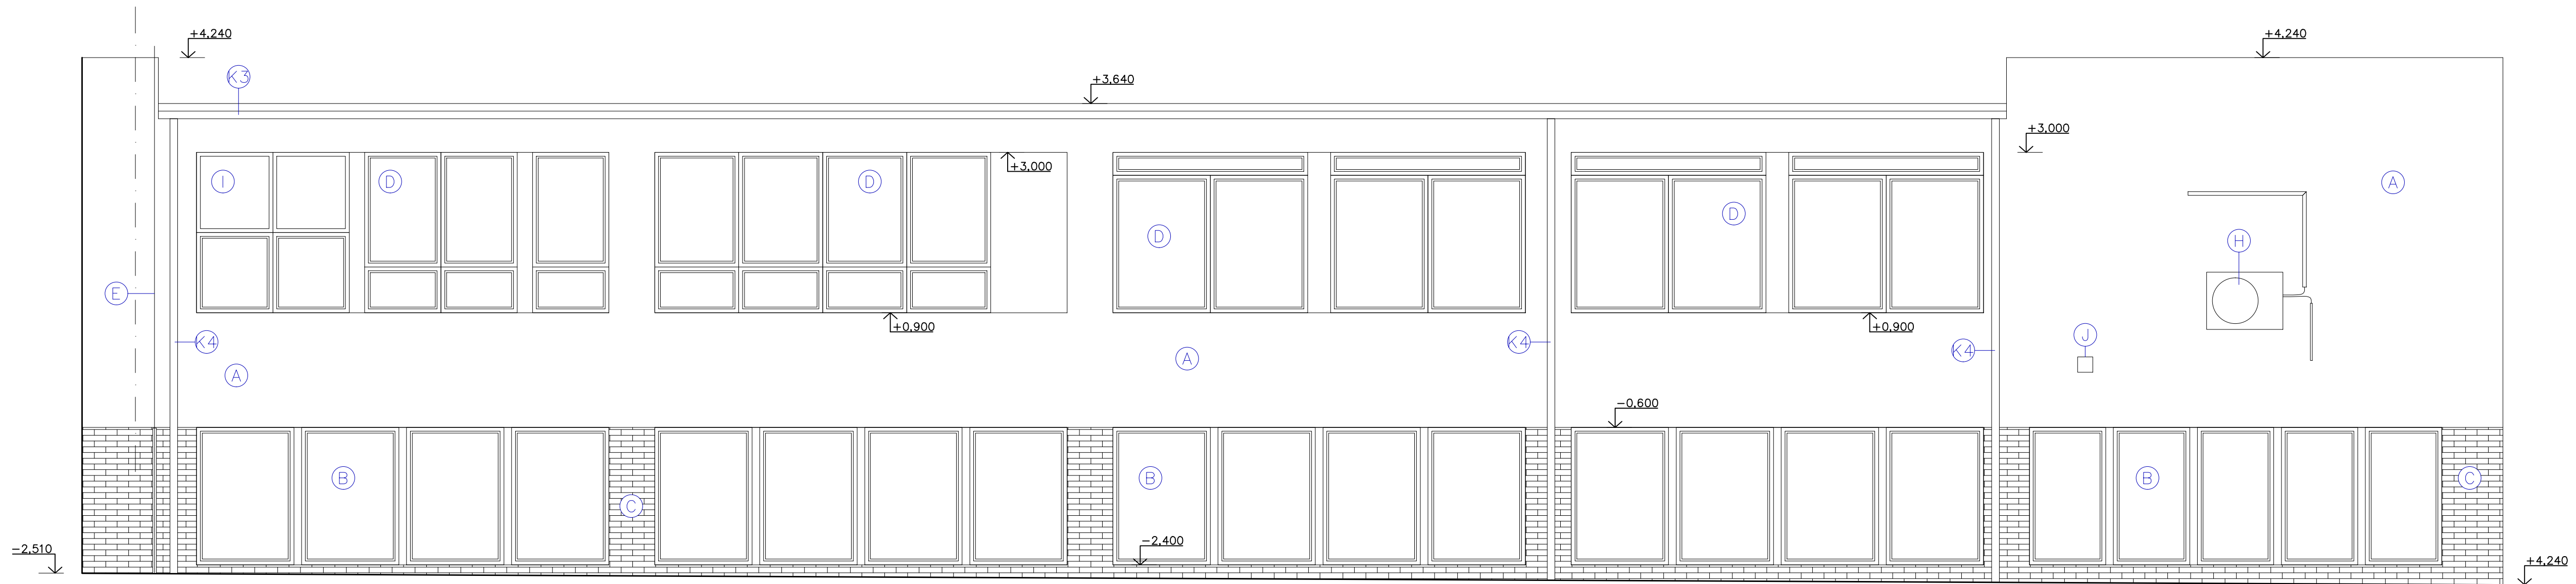 +4,240
+4,240
K3
+3,640
+3,000
+3,000
I
D
D
A
D
D
H
E
+0,900
+0,900
K4
K4
K4
J
A
A
-0,600
B
B
B
C
C
-2,400
-2,510
+4,240